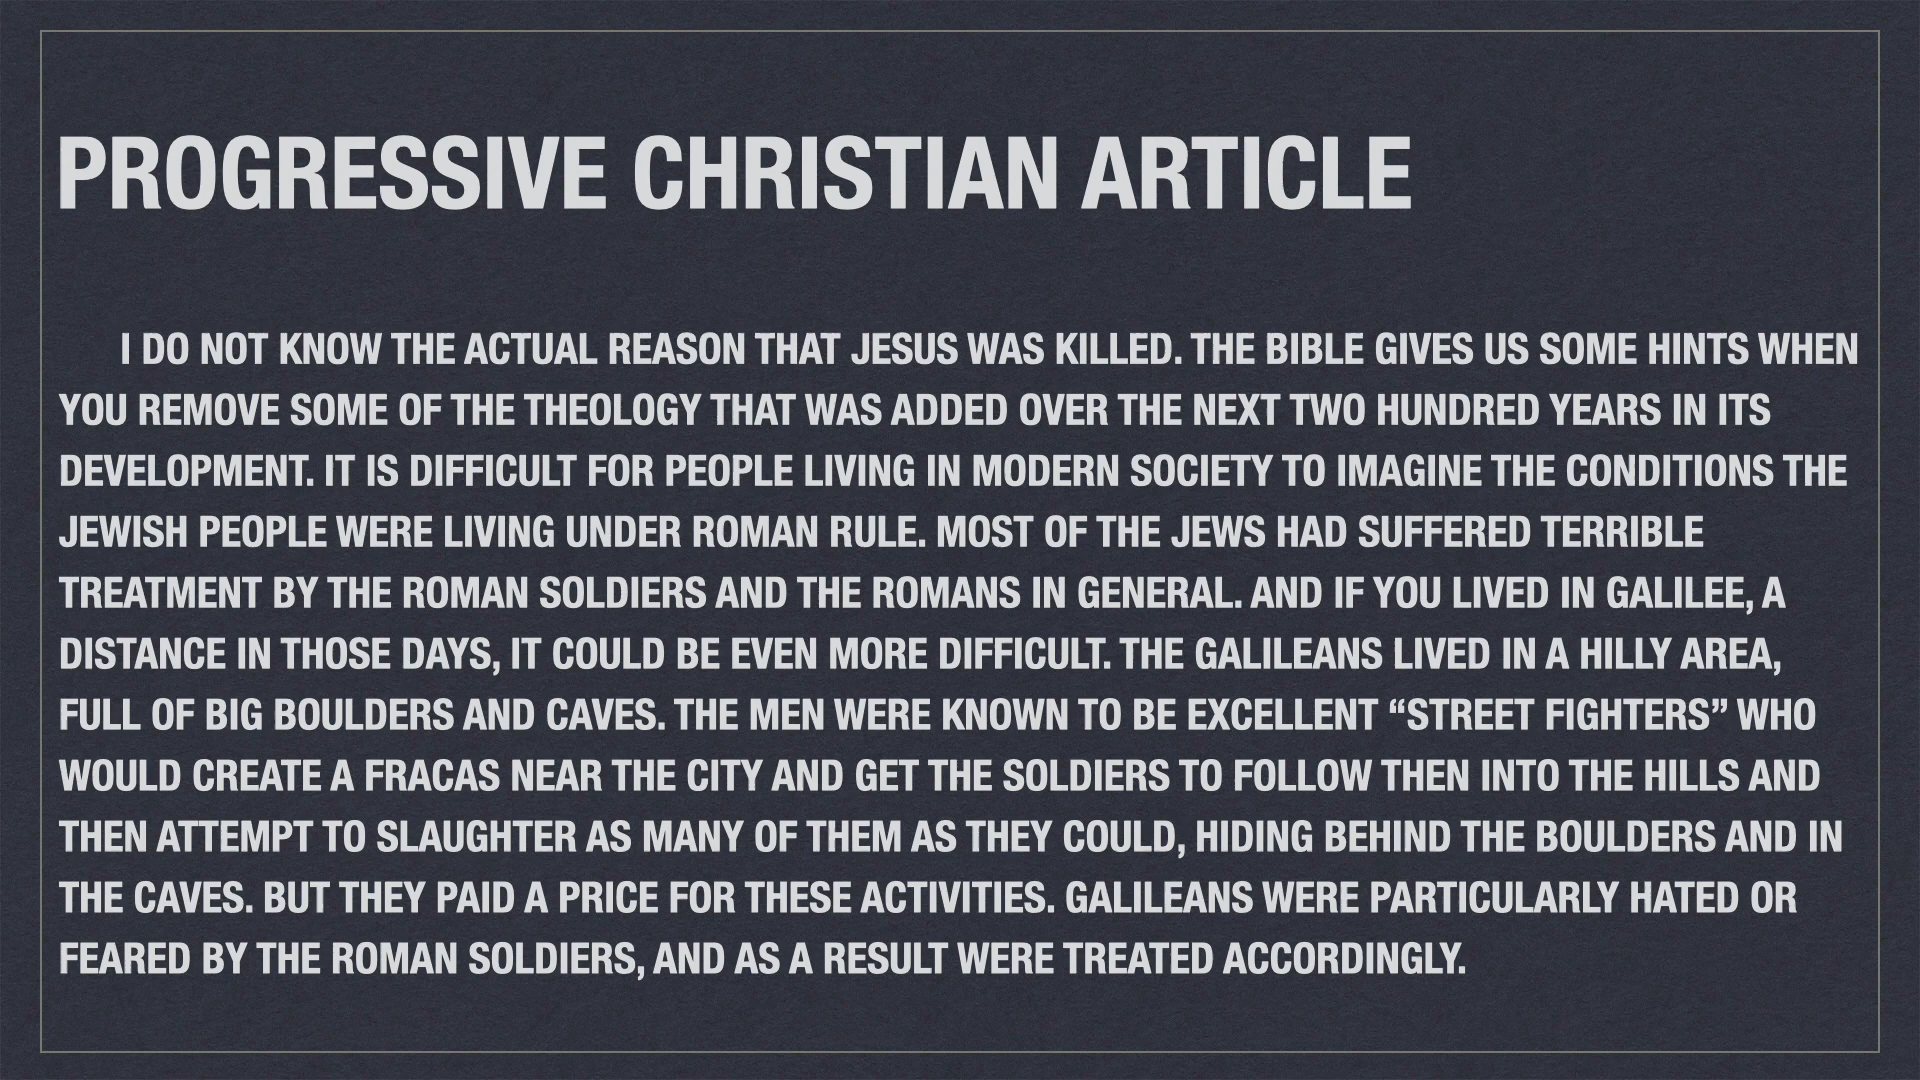 PROGRESSIVE CHRISTIAN ARTICLE
I DO NOT KNOW THE ACTUAL REASON THAT JESUS WAS KILLED. THE BIBLE GIVES US SOME HINTS WHEN
YOU REMOVE SOME OF THE THEOLOGY THAT WAS ADDED OVER THE NEXT TWO HUNDRED YEARS IN ITS
DEVELOPMENT. IT IS DIFFICULT FOR PEOPLE LIVING IN MODERN SOCIETY TO IMAGINE THE CONDITIONS THE
JEWISH PEOPLE WERE LIVING UNDER ROMAN RULE. MOST OF THE JEWS HAD SUFFERED TERRIBLE
TREATMENT BY THE ROMAN SOLDIERS AND THE ROMANS IN GENERAL. AND IF YOU LIVED IN GALILEE, A
DISTANCE IN THOSE DAYS, IT COULD BE EVEN MORE DIFFICULT. THE GALILEANS LIVED IN A HILLY AREA,
FULL OF BIG BOULDERS AND CAVES. THE MEN WERE KNOWN TO BE EXCELLENT “STREET FIGHTERS” WHO
WOULD CREATE A FRACAS NEAR THE CITY AND GET THE SOLDIERS TO FOLLOW THEN INTO THE HILLS AND
THEN ATTEMPT TO SLAUGHTER AS MANY OF THEM AS THEY COULD, HIDING BEHIND THE BOULDERS AND IN
THE CAVES. BUT THEY PAID A PRICE FOR THESE ACTIVITIES. GALILEANS WERE PARTICULARLY HATED OR
FEARED BY THE ROMAN SOLDIERS, AND AS A RESULT WERE TREATED ACCORDINGLY.